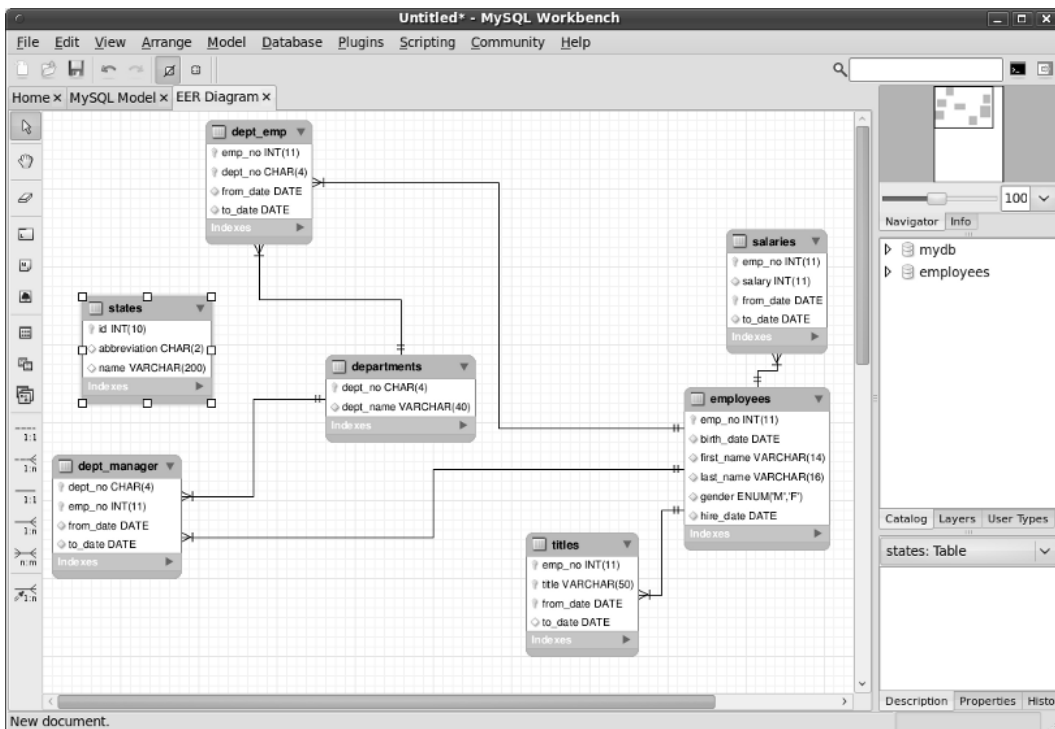 Untitled* - MySQL Workbench
File Edit View Arrange Model Database Plugins Scripting Community Help
Home × MySQL Model × EER Diagram ×
dept_emp
emp_no INT(11)
dept_no CHAR(4)
from_date DATE
to_date DATE
Indexes
salaries
emp_no INT(11)
salary INT(11)
from_date DATE
to_date DATE
Indexes
states
id INT(10)
abbreviation CHAR(2)
name VARCHAR(200)
Indexes
departments
dept_no CHAR(4)
dept_name VARCHAR(40)
Indexes
employees
emp_no INT(11)
birth_date DATE
first_name VARCHAR(14)
last_name VARCHAR(16)
gender ENUM('M','F')
hire_date DATE
Indexes
dept_manager
dept_no CHAR(4)
emp_no INT(11)
from_date DATE
to_date DATE
Indexes
titles
emp_no INT(11)
title VARCHAR(50)
from_date DATE
to_date DATE
Indexes
1:1
1:n
1:1
1:n
n:m
1:n
100
Navigator Info
mydb
employees
Catalog Layers User Types
states: Table
Description Properties Histo
New document.